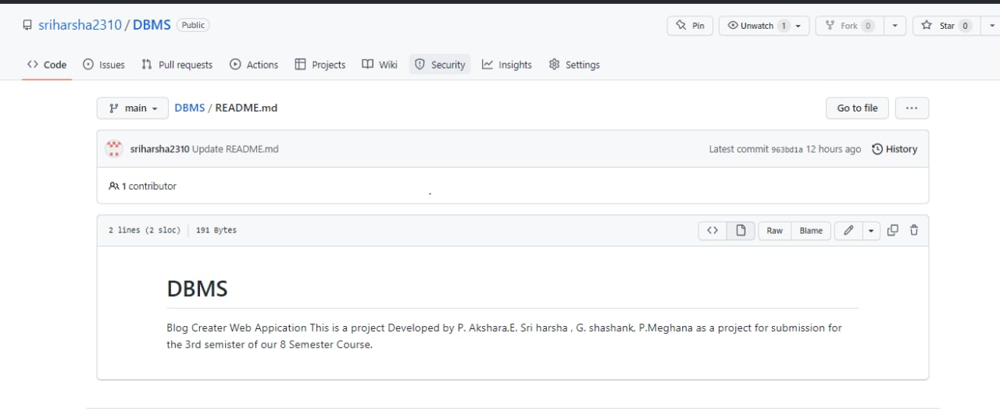 sriharsha2310 / DBMS Public Pin Unwatch 1 Fork 0 Star 0
Code Issues Pull requests Actions Projects Wiki Security Insights Settings
main DBMS / README.md Go to file ...
sriharsha2310 Update README.md Latest commit 963bd1a 12 hours ago History
1 contributor
2 lines (2 sloc) 191 Bytes <> Raw Blame
DBMS
Blog Creater Web Appication This is a project Developed by P. Akshara,E. Sri harsha , G. shashank, P.Meghana as a project for submission for
the 3rd semister of our 8 Semester Course.